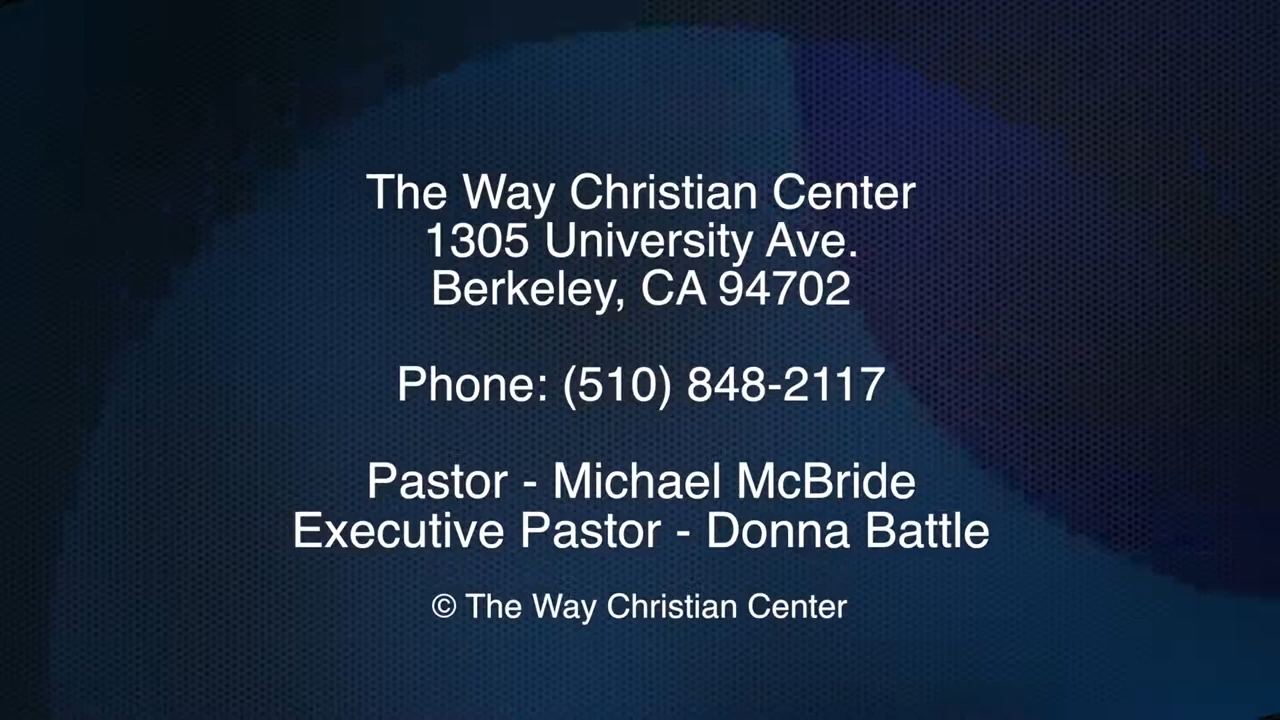 The Way Christian Center
1305 University Ave.
Berkeley, CA 94702
Phone: (510) 848-2117
Pastor - Michael McBride
Executive Pastor - Donna Battle
© The Way Christian Center